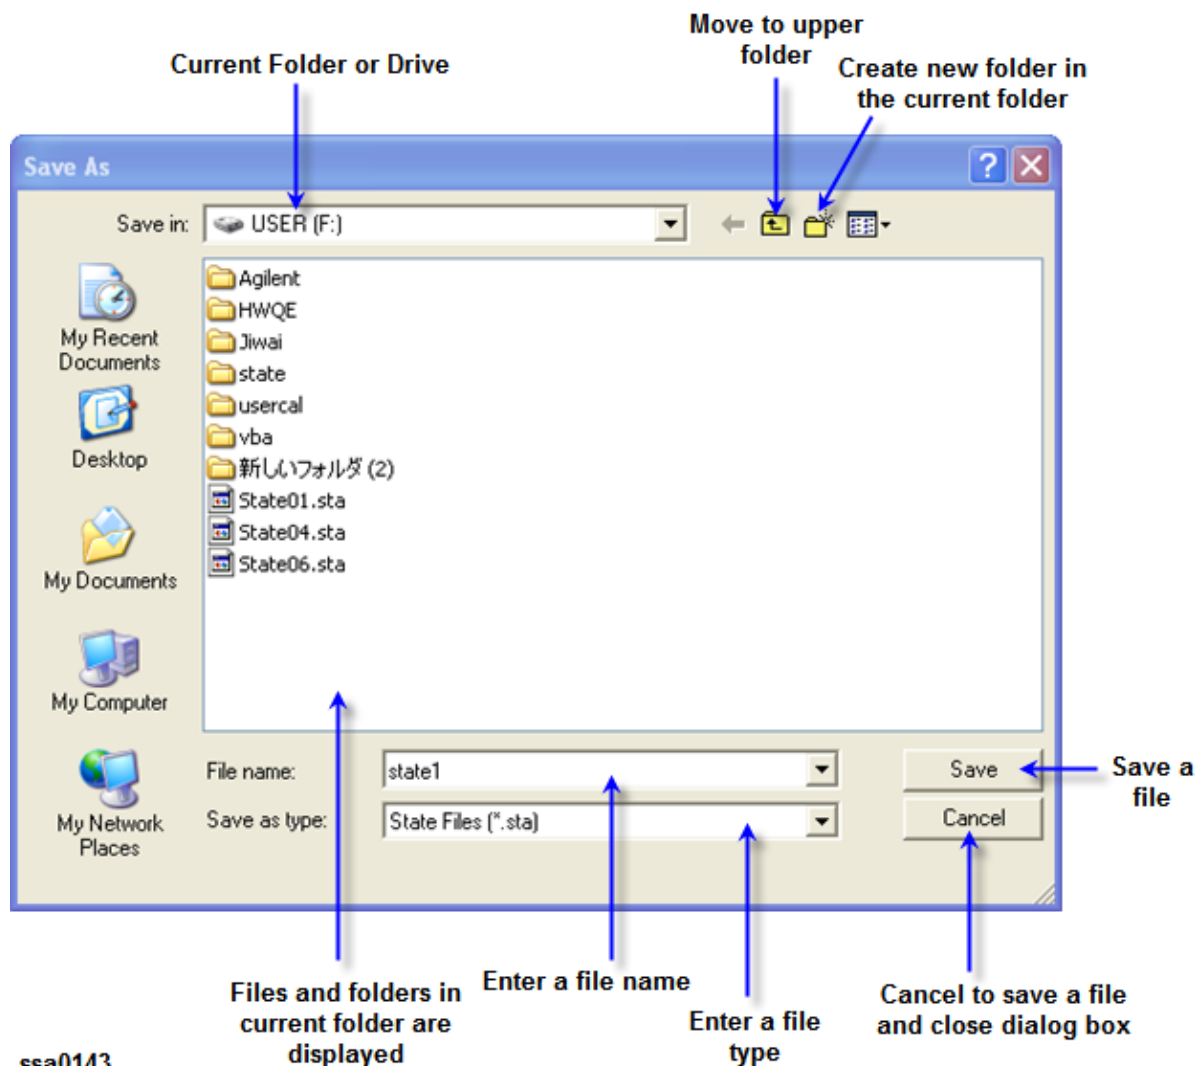 Move to upper
folder
Current Folder or Drive
Create new folder in
the current folder
Save As
Save in:
USER (F:)
Agilent
HWQE
Jiwai
state
usercal
vba
新しいフォルダ (2)
State01.sta
State04.sta
State06.sta
My Recent
Documents
Desktop
My Documents
My Computer
My Network
Places
File name:
state1
Save
Save as type:
State Files (*.sta)
Cancel
Save a
file
Files and folders in
current folder are
displayed
Enter a file name
Enter a file
type
Cancel to save a file
and close dialog box
ssa0143